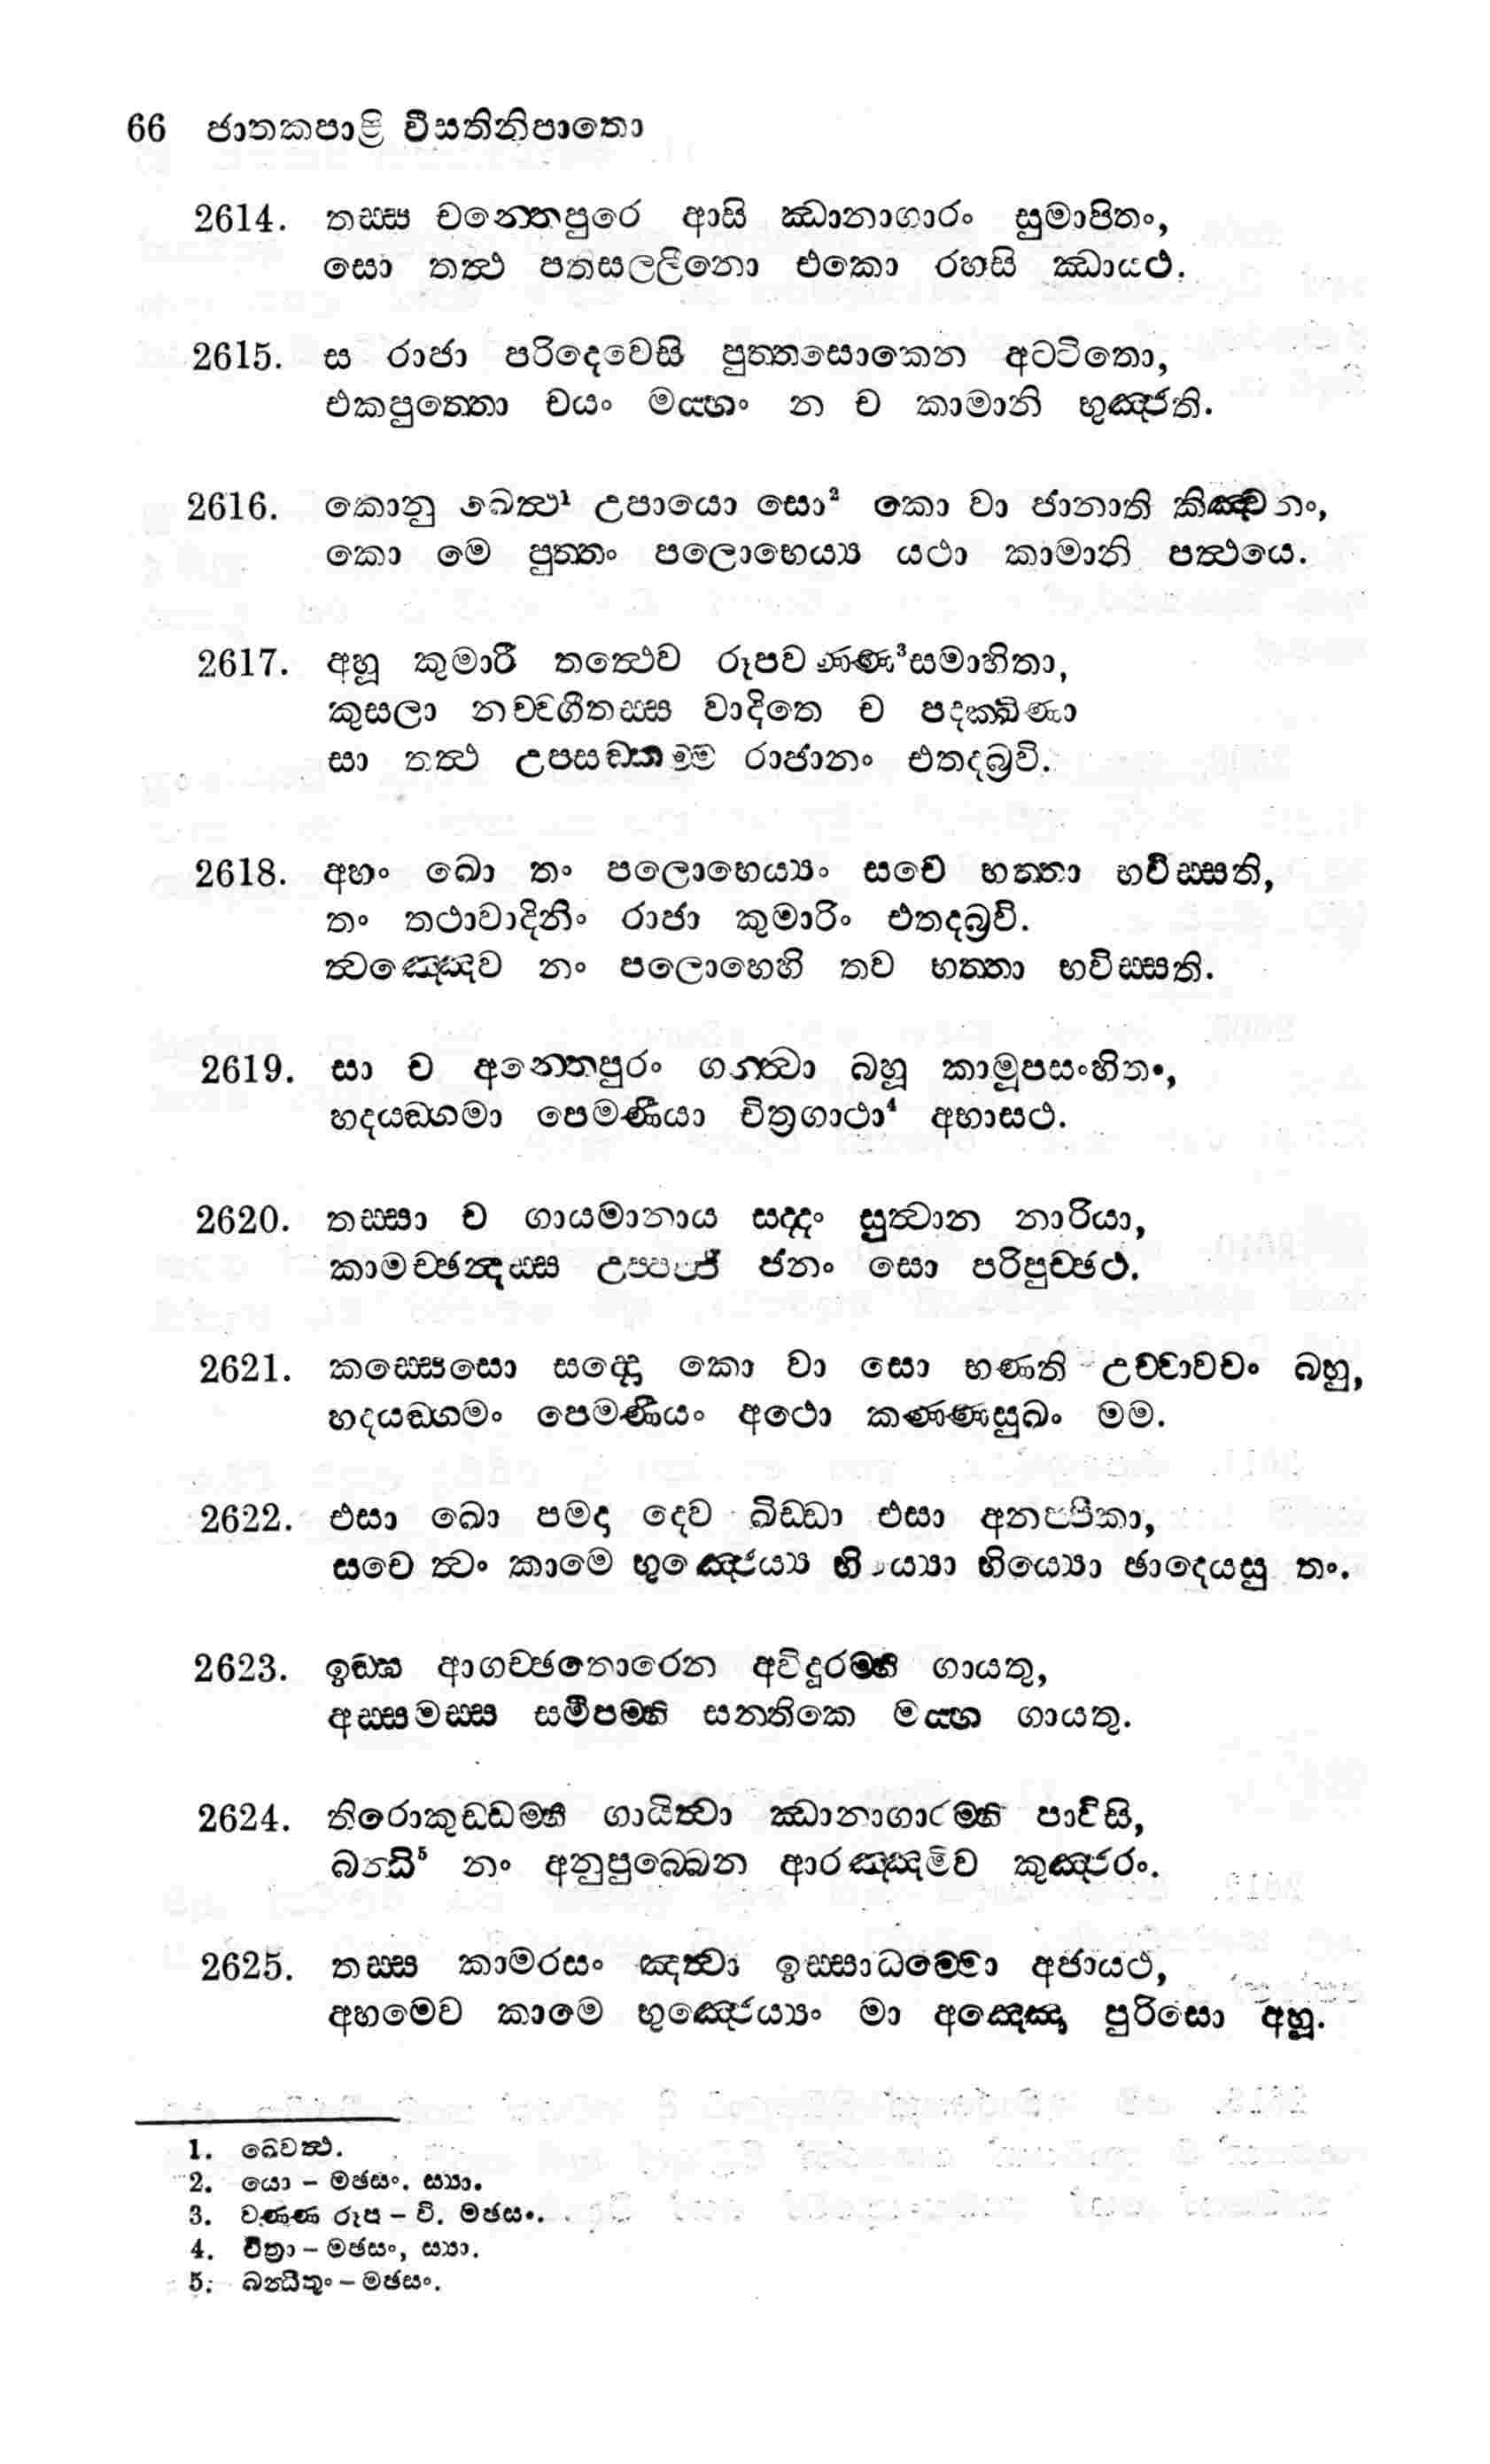 66 ජාතකපාළි වීසතිනිපාතො
2614. තස්ස චන්තෙපුරෙ ආසි ඣානාගාරං සුමාපිතං,
සො තත්ථ පතිසල්ලීනො එකො රහසි ඣායථ.
2615. ස රාජා පරිදෙවෙසි පුත්තසොකෙන අට්ටිතො,
එකපුත්තො චයං මය්හං න ච කාමානි භුඤ්ජති.
2616. කොනු ඛෙත්ථ¹ උපායො සො² කො වා ජානාති කිඤ්චනං,
කො මෙ පුත්තං පලොභෙය්‍ය යථා කාමානි පත්ථයෙ.
2617. අහූ කුමාරී තත්ථෙව රූපවණ්ණ³සමාහිතා,
කුසලා නච්චගීතස්ස වාදිතෙ ච පදක්ඛිණා
සා තත්ථ උපසඞ්කම්ම රාජානං එතදබ්‍රවි.
2618. අහං ඛො තං පලොභෙය්‍යං සචෙ භත්තා භවිස්සති,
තං තථාවාදිනිං රාජා කුමාරිං එතදබ්‍රවි.
ත්වඤ්ඤෙව නං පලොභෙහි තව භත්තා භවිස්සති.
2619. සා ච අන්තෙපුරං ගන්ත්වා බහූ කාමූපසංහිතං,
හදයඞ්ගමා පෙමණීයා චිත්‍රගාථා⁴ අභාසථ.
2620. තස්සා ච ගායමානාය සද්දං සුත්වාන නාරියා,
කාමච්ඡන්දස්ස උප්පජ්ජි ජනං සො පරිපුච්ඡථ.
2621. කස්සෙසො සද්දො කො වා සො භණති උච්චාවචං බහු,
හදයඞ්ගමං පෙමණීයං අථො කණ්ණසුඛං මම.
2622. එසා ඛො පමදා දෙව ඛිඩ්ඩා එසා අනප්පිකා,
සචෙ ත්වං කාමෙ භුඤ්ජෙය්‍ය භිය්‍යො භිය්‍යො ඡාදෙය්‍යසු තං.
2623. ඉඞ්ඝ ආගච්ඡතොරෙන අවිදූරම්හි ගායතු,
අස්සමස්ස සමීපම්හි සන්තිකෙ මය්හ ගායතු.
2624. තිරොකුඩ්ඩම්හි ගායිත්වා ඣානාගාරම්හි පාවිසි,
බන්ධි⁵ නං අනුපුබ්බෙන ආරඤ්ඤමිව කුඤ්ජරං.
2625. තස්ස කාමරසං ඤත්වා ඉස්සාධම්මො අජායථ,
අහමෙව කාමෙ භුඤ්ජෙය්‍යං මා අඤ්ඤො පුරිසො අහූ.
1. ඛෙවත්ථ.
2. යො – මඡසං. ස්‍යා.
3. වණ්ණ රූප – වි. මඡසං.
4. චිත්‍රා – මඡසං, ස්‍යා.
5. බන්ධිතුං – මඡසං.